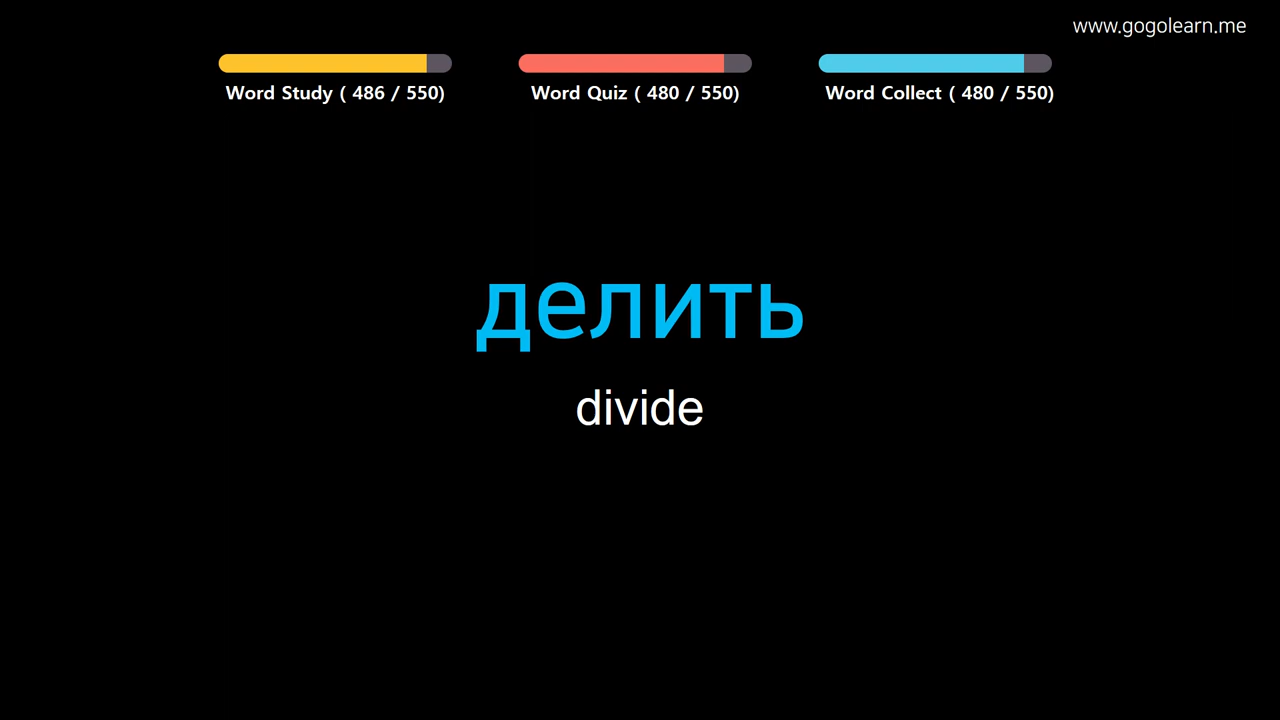 www.gogolearn.me
Word Study ( 486 / 550)
Word Quiz ( 480 / 550)
Word Collect ( 480 / 550)
делить
divide